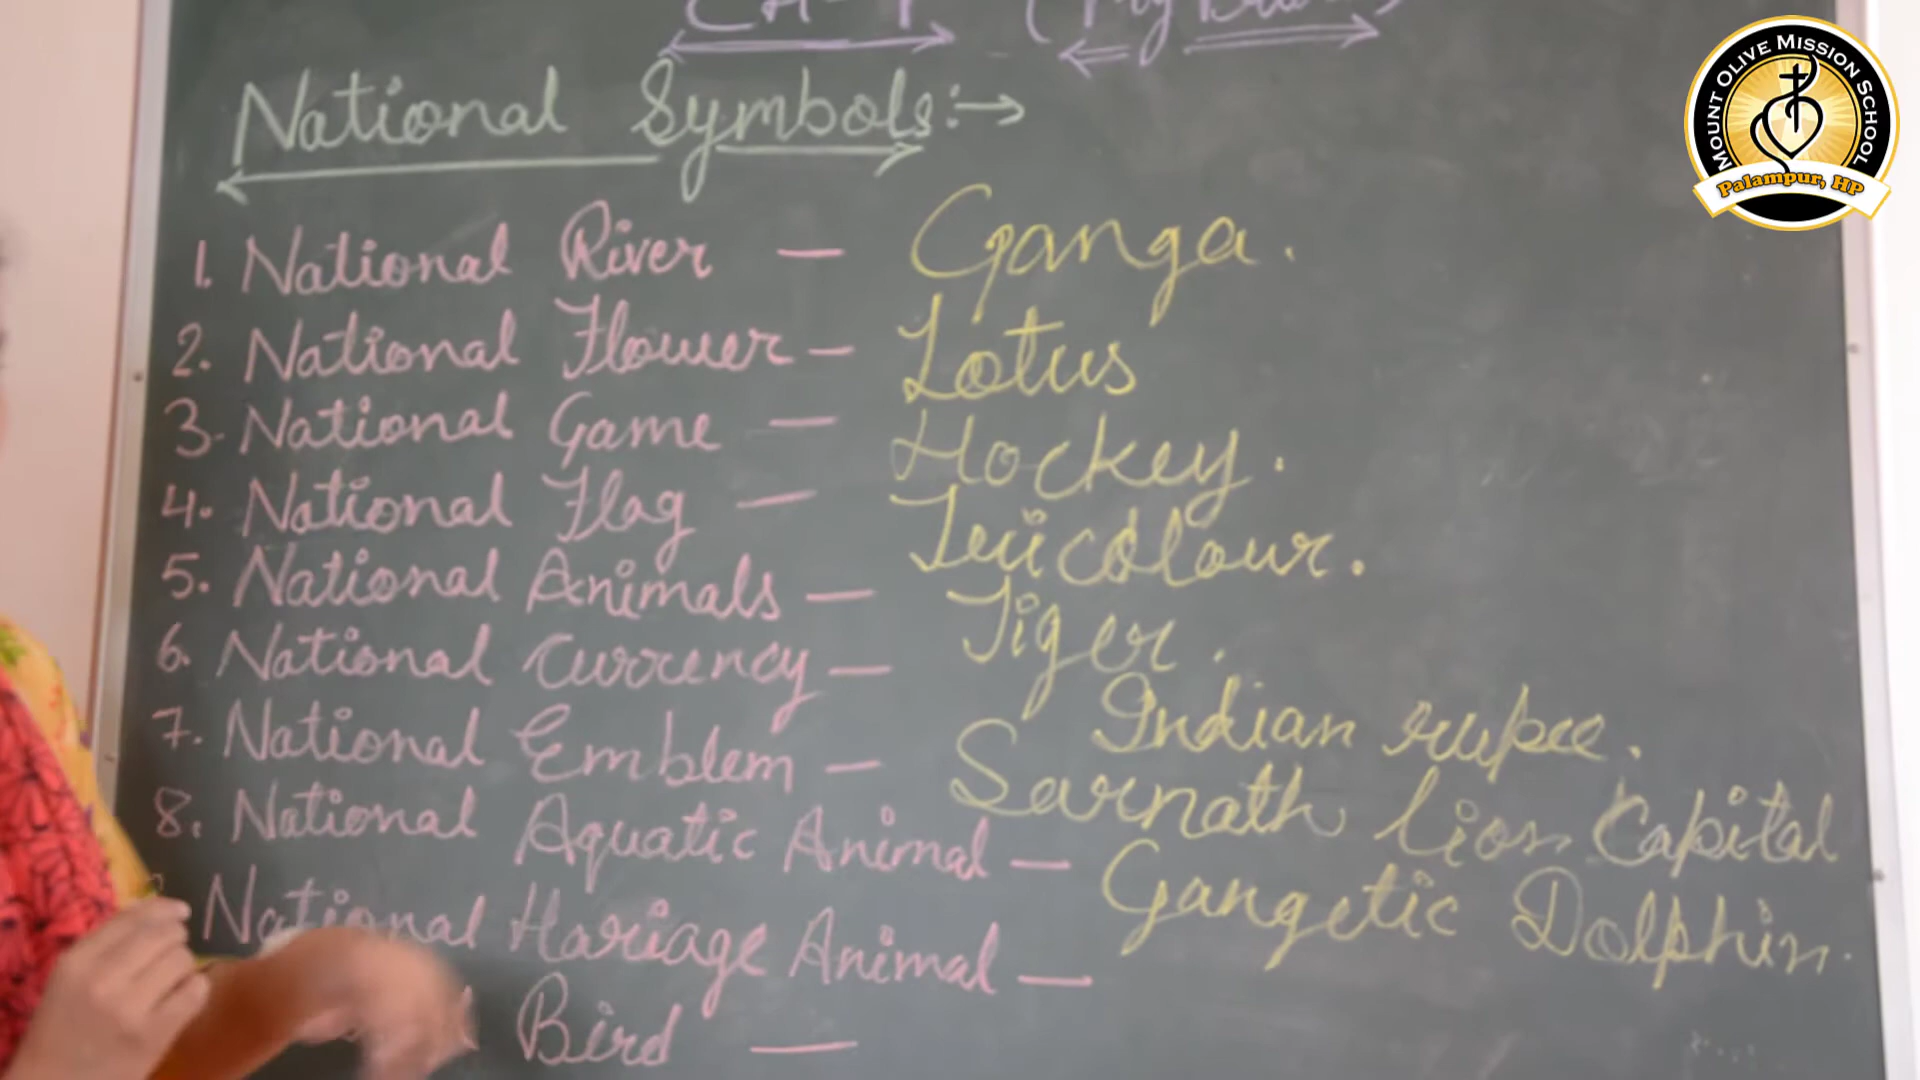 National Symbols:→
1. National River — Ganga.
2. National Flower — Lotus
3. National Game — Hockey.
4. National Flag — Tricolour.
5. National Animals — Tiger.
6. National Currency — Indian rupee.
7. National Emblem — Sarnath lion Capital
8. National Aquatic Animal — Gangetic Dolphin.
National Hariage Animal —
Bird —
MOUNT OLIVE MISSION SCHOOL
Palampur, HP